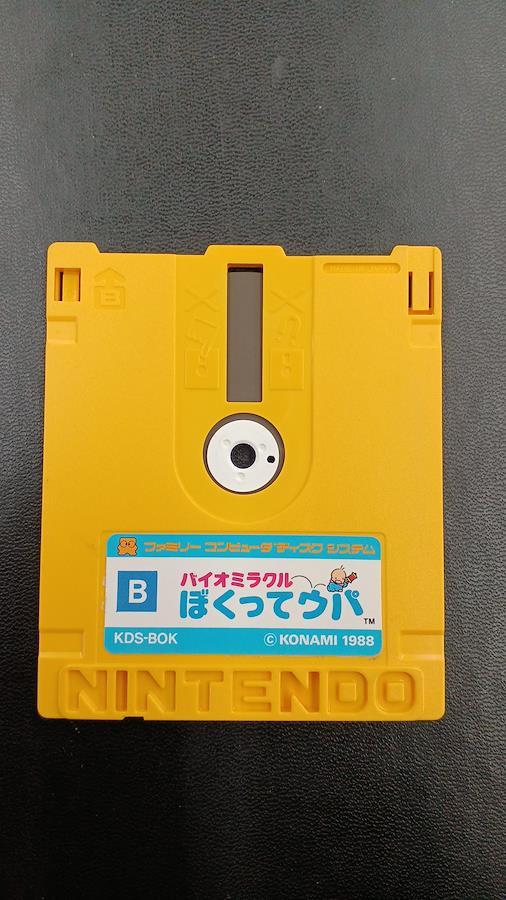 B
ファミリー コンピュータ ディスク システム
B
バイオミラクル
ぼくってウパ
TM
KDS-BOK
© KONAMI 1988
NINTENDO